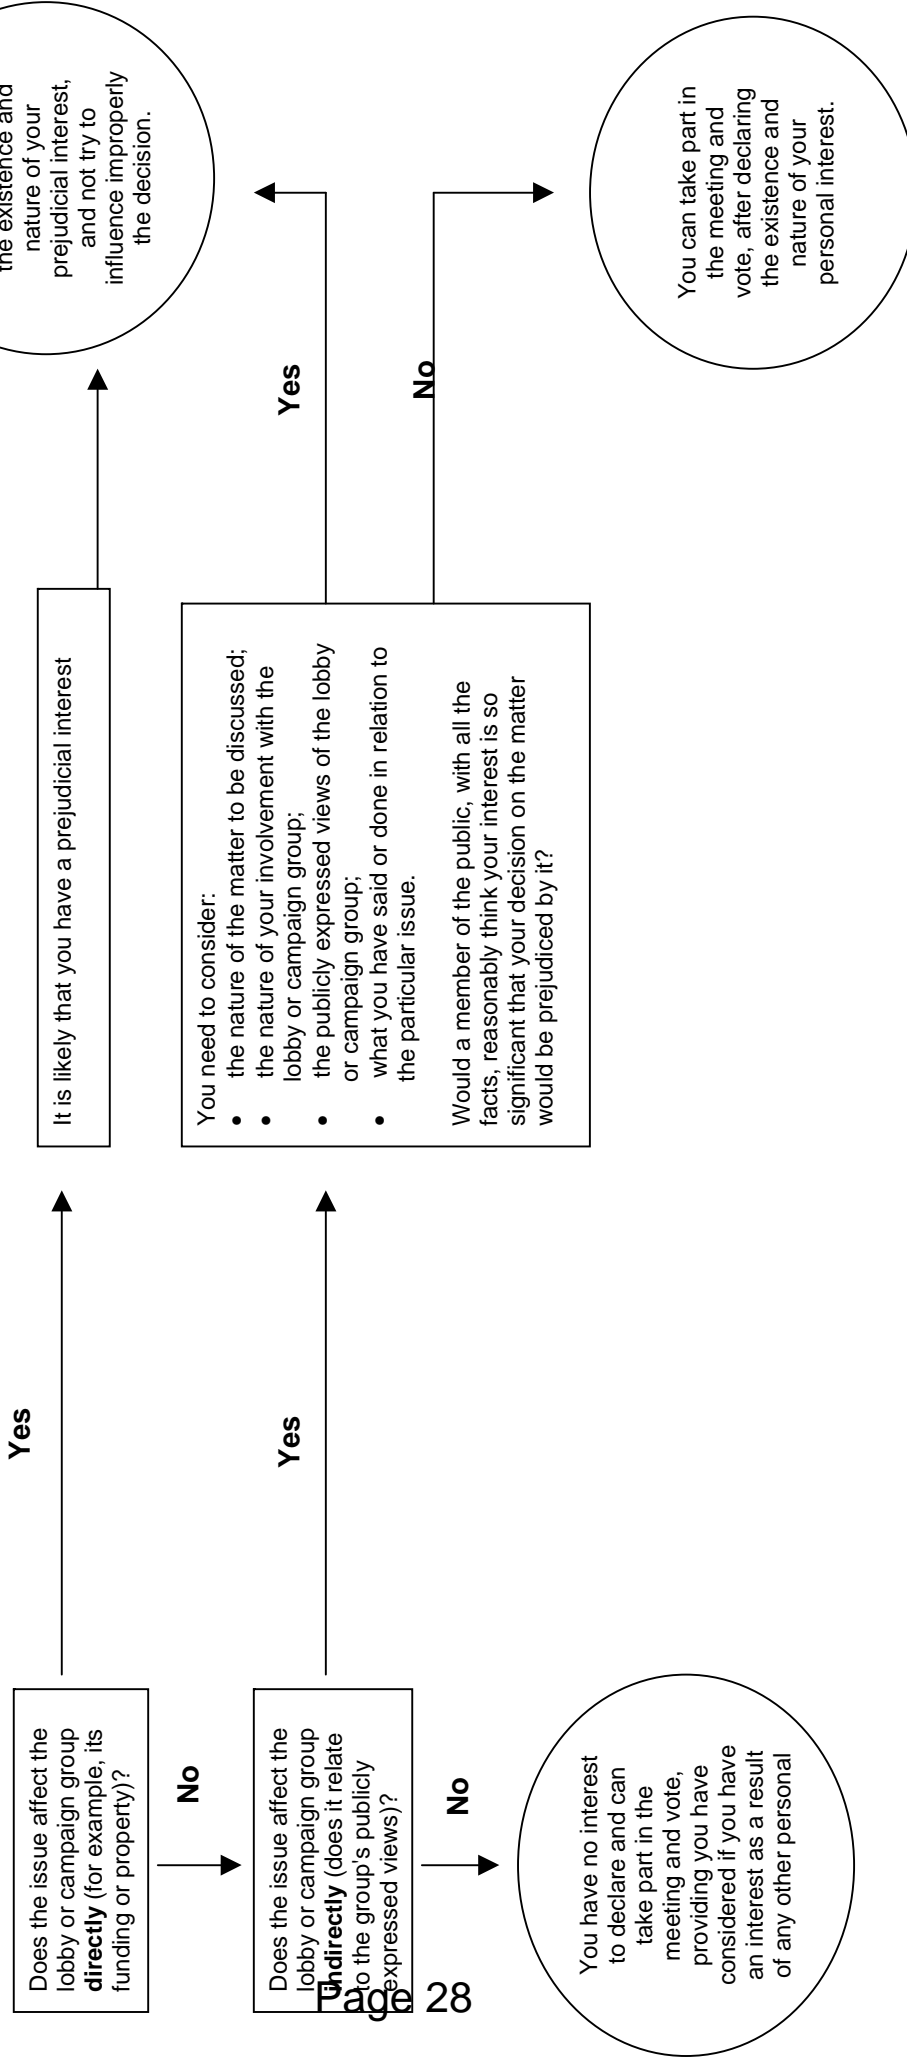 Does the issue affect the
lobby or campaign group
directly (for example, its
funding or property)?
Yes
It is likely that you have a prejudicial interest
the existence and
nature of your
prejudicial interest,
and not try to
influence improperly
the decision.
No
Does the issue affect the
lobby or campaign group
indirectly (does it relate
to the group's publicly
expressed views)?
Yes
You need to consider:
• the nature of the matter to be discussed;
• the nature of your involvement with the
lobby or campaign group;
• the publicly expressed views of the lobby
or campaign group;
• what you have said or done in relation to
the particular issue.
Would a member of the public, with all the
facts, reasonably think your interest is so
significant that your decision on the matter
would be prejudiced by it?
Yes
No
No
You have no interest
to declare and can
take part in the
meeting and vote,
providing you have
considered if you have
an interest as a result
of any other personal
You can take part in
the meeting and
vote, after declaring
the existence and
nature of your
personal interest.
Page 28